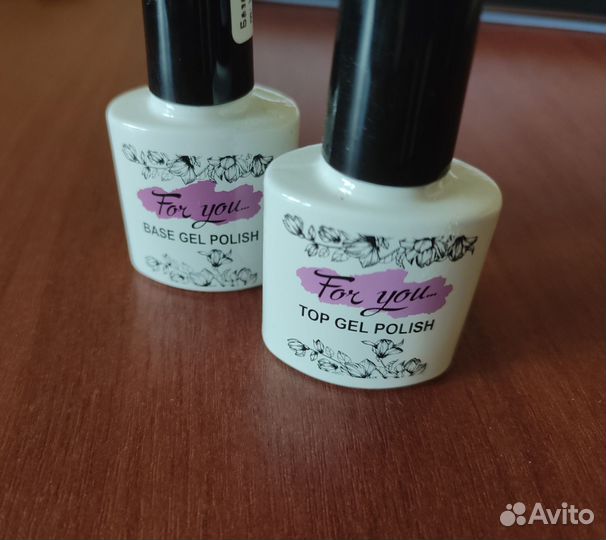 For you...
BASE GEL POLISH
For you...
TOP GEL POLISH
Avito